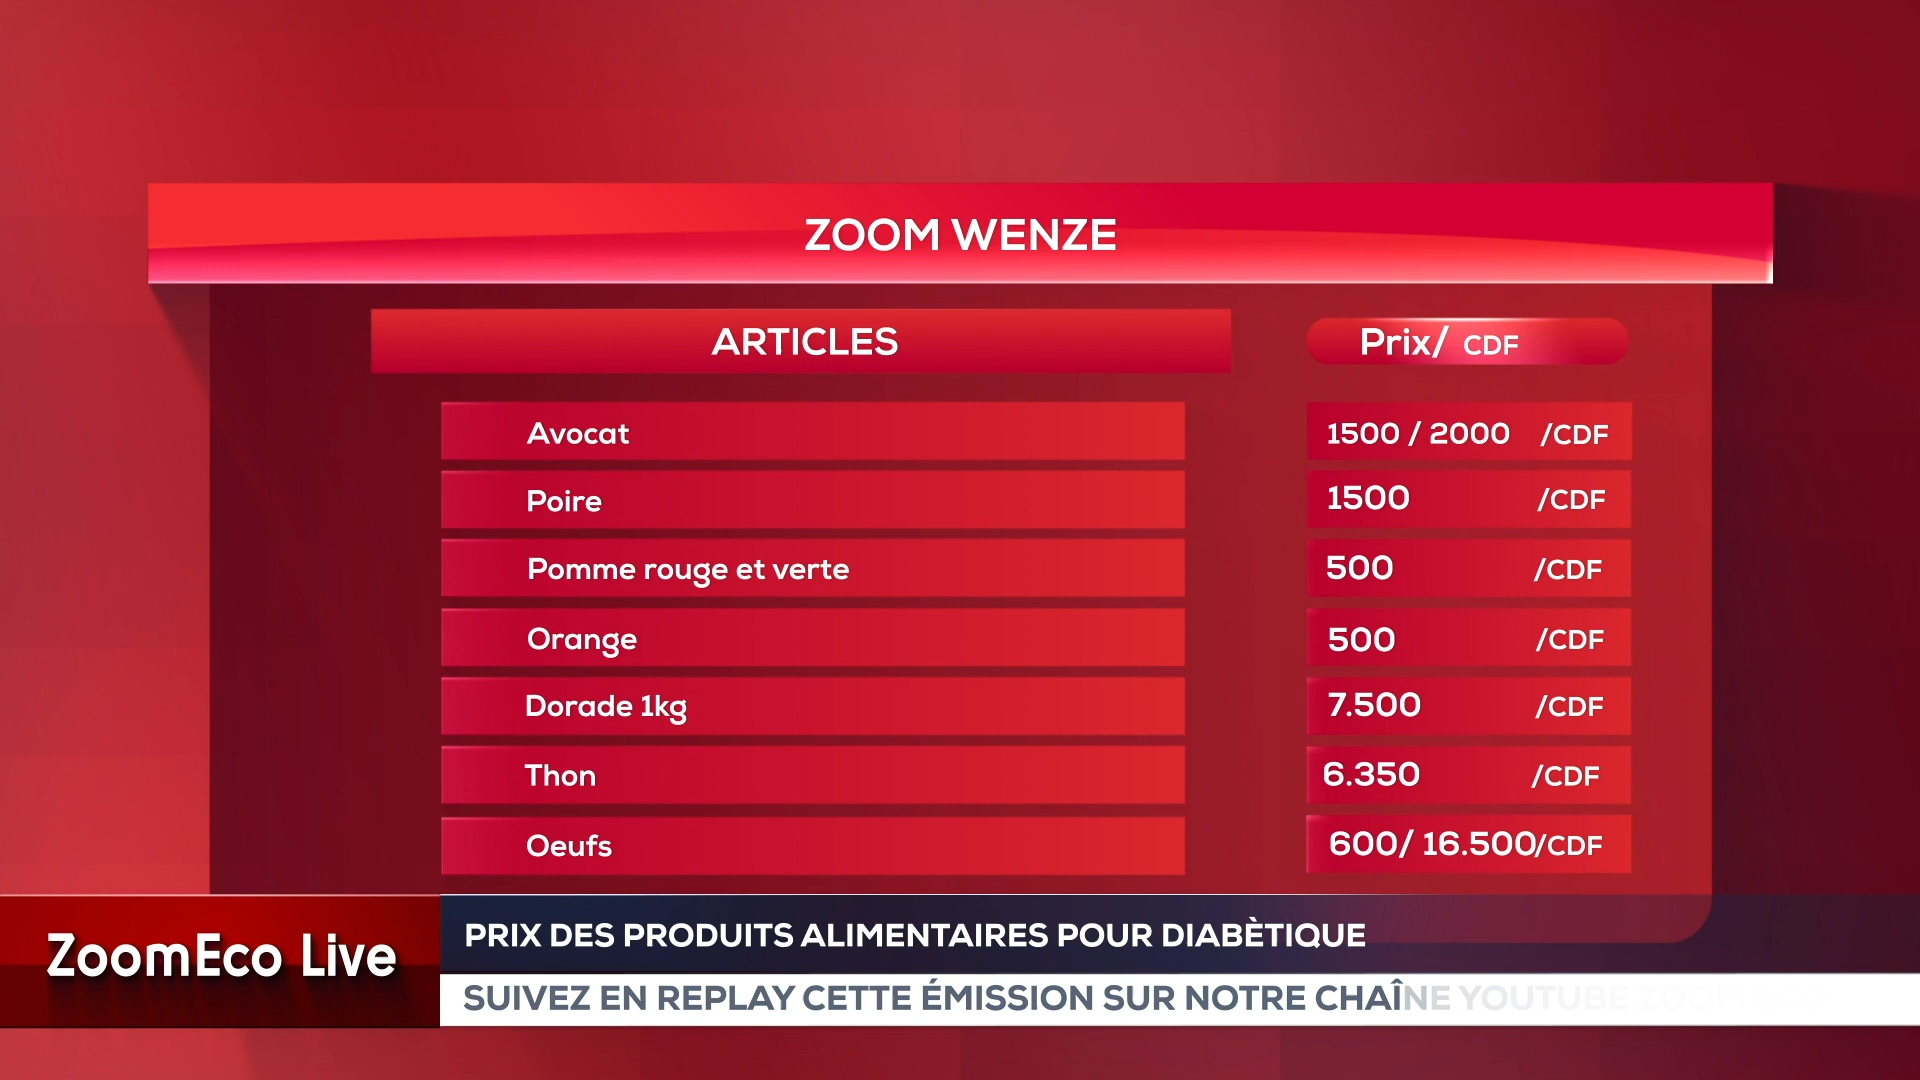 ZOOM WENZE
ARTICLES Prix/ CDF
Avocat 1500 / 2000 /CDF
Poire 1500 /CDF
Pomme rouge et verte 500 /CDF
Orange 500 /CDF
Dorade 1kg 7.500 /CDF
Thon 6.350 /CDF
Oeufs 600/ 16.500/CDF
PRIX DES PRODUITS ALIMENTAIRES POUR DIABÈTIQUE
ZoomEco Live
SUIVEZ EN REPLAY CETTE ÉMISSION SUR NOTRE CHAÎNE YOUTUBE ZOOM